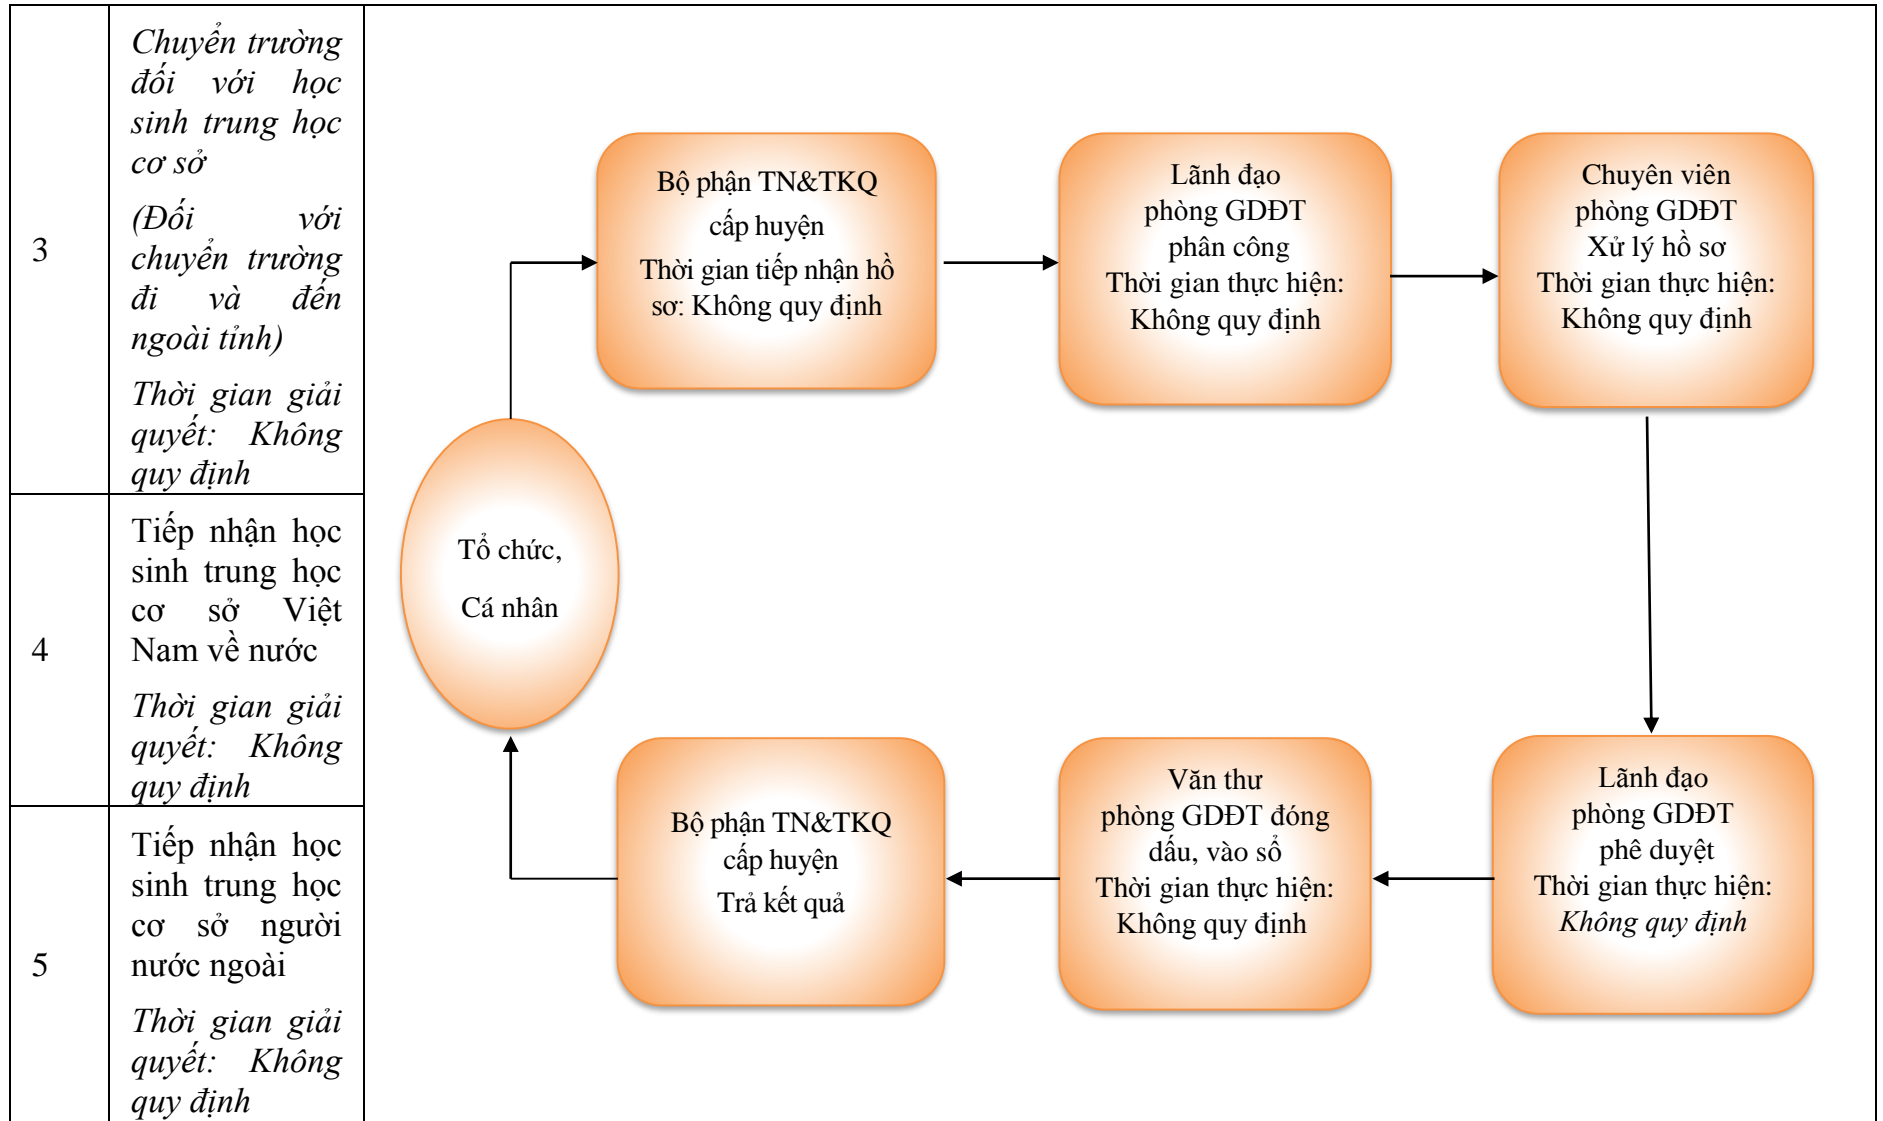 3
Chuyển trường
đối với học
sinh trung học
cơ sở
(Đối với
chuyển trường
đi và đến
ngoài tỉnh)
Thời gian giải
quyết: Không
quy định
4
Tiếp nhận học
sinh trung học
cơ sở Việt
Nam về nước
Thời gian giải
quyết: Không
quy định
5
Tiếp nhận học
sinh trung học
cơ sở người
nước ngoài
Thời gian giải
quyết: Không
quy định
Tổ chức,
Cá nhân
Bộ phận TN&TKQ
cấp huyện
Thời gian tiếp nhận hồ
sơ: Không quy định
Lãnh đạo
phòng GDĐT
phân công
Thời gian thực hiện:
Không quy định
Chuyên viên
phòng GDĐT
Xử lý hồ sơ
Thời gian thực hiện:
Không quy định
Lãnh đạo
phòng GDĐT
phê duyệt
Thời gian thực hiện:
Không quy định
Văn thư
phòng GDĐT đóng
dấu, vào sổ
Thời gian thực hiện:
Không quy định
Bộ phận TN&TKQ
cấp huyện
Trả kết quả